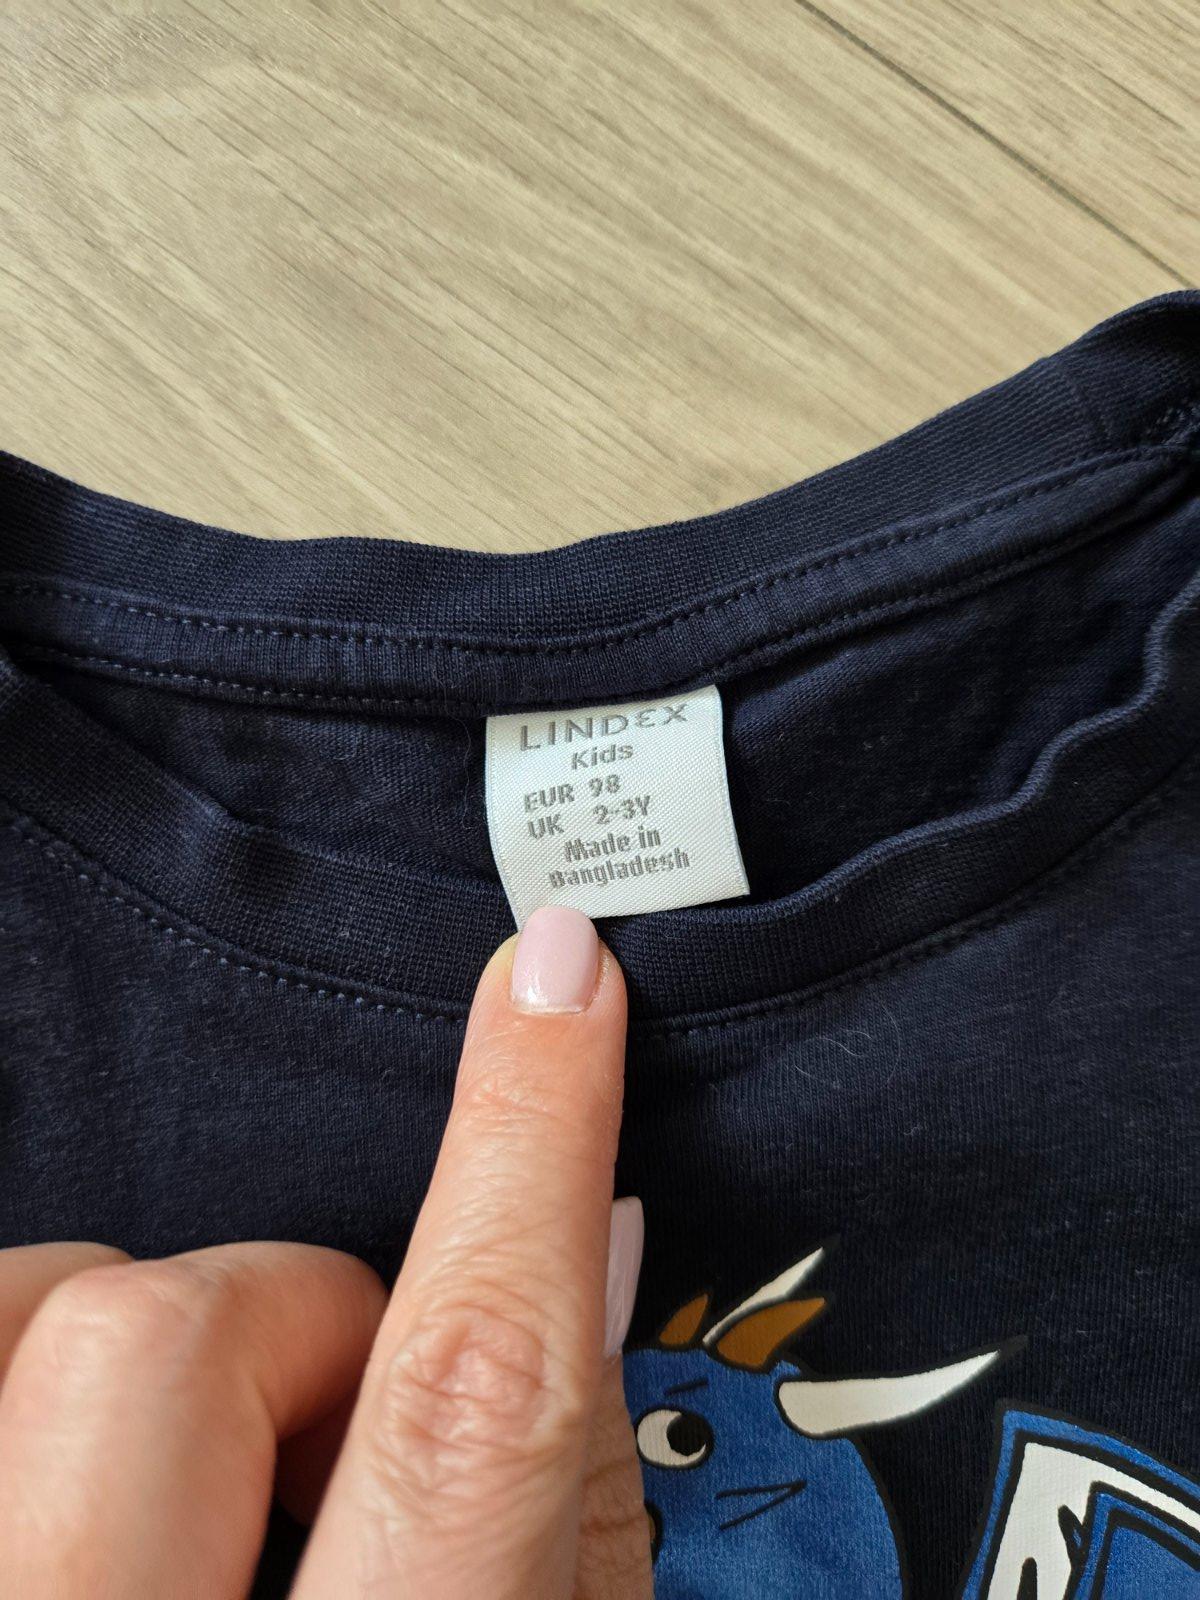 LINDEX
Kids
EUR 98
UK 2-3Y
Made in
Bangladesh